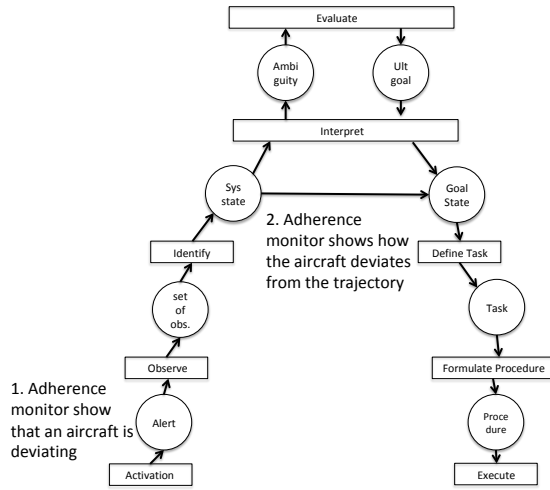 Evaluate
Ambi
guity
Ult
goal
Interpret
Sys
state
Goal
State
2. Adherence
monitor shows how
the aircraft deviates
from the trajectory
Identify
Define Task
set
of
obs.
Task
Observe
Formulate Procedure
1. Adherence
monitor show
that an aircraft is
deviating
Alert
Proce
dure
Activation
Execute